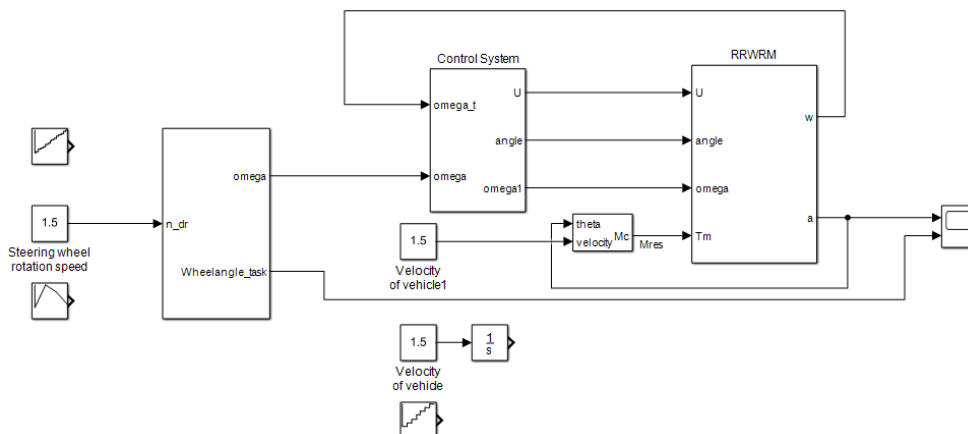 Control System
RRWRM
omega_t
U
U
w
angle
angle
omega
omega
omega1
omega
1.5
n_dr
a
theta
velocity
Mc
Mres
Tm
1.5
Steering wheel
rotation speed
Wheelangle_task
Velocity
of vehicle1
1.5
1
s
Velocity
of vehicle